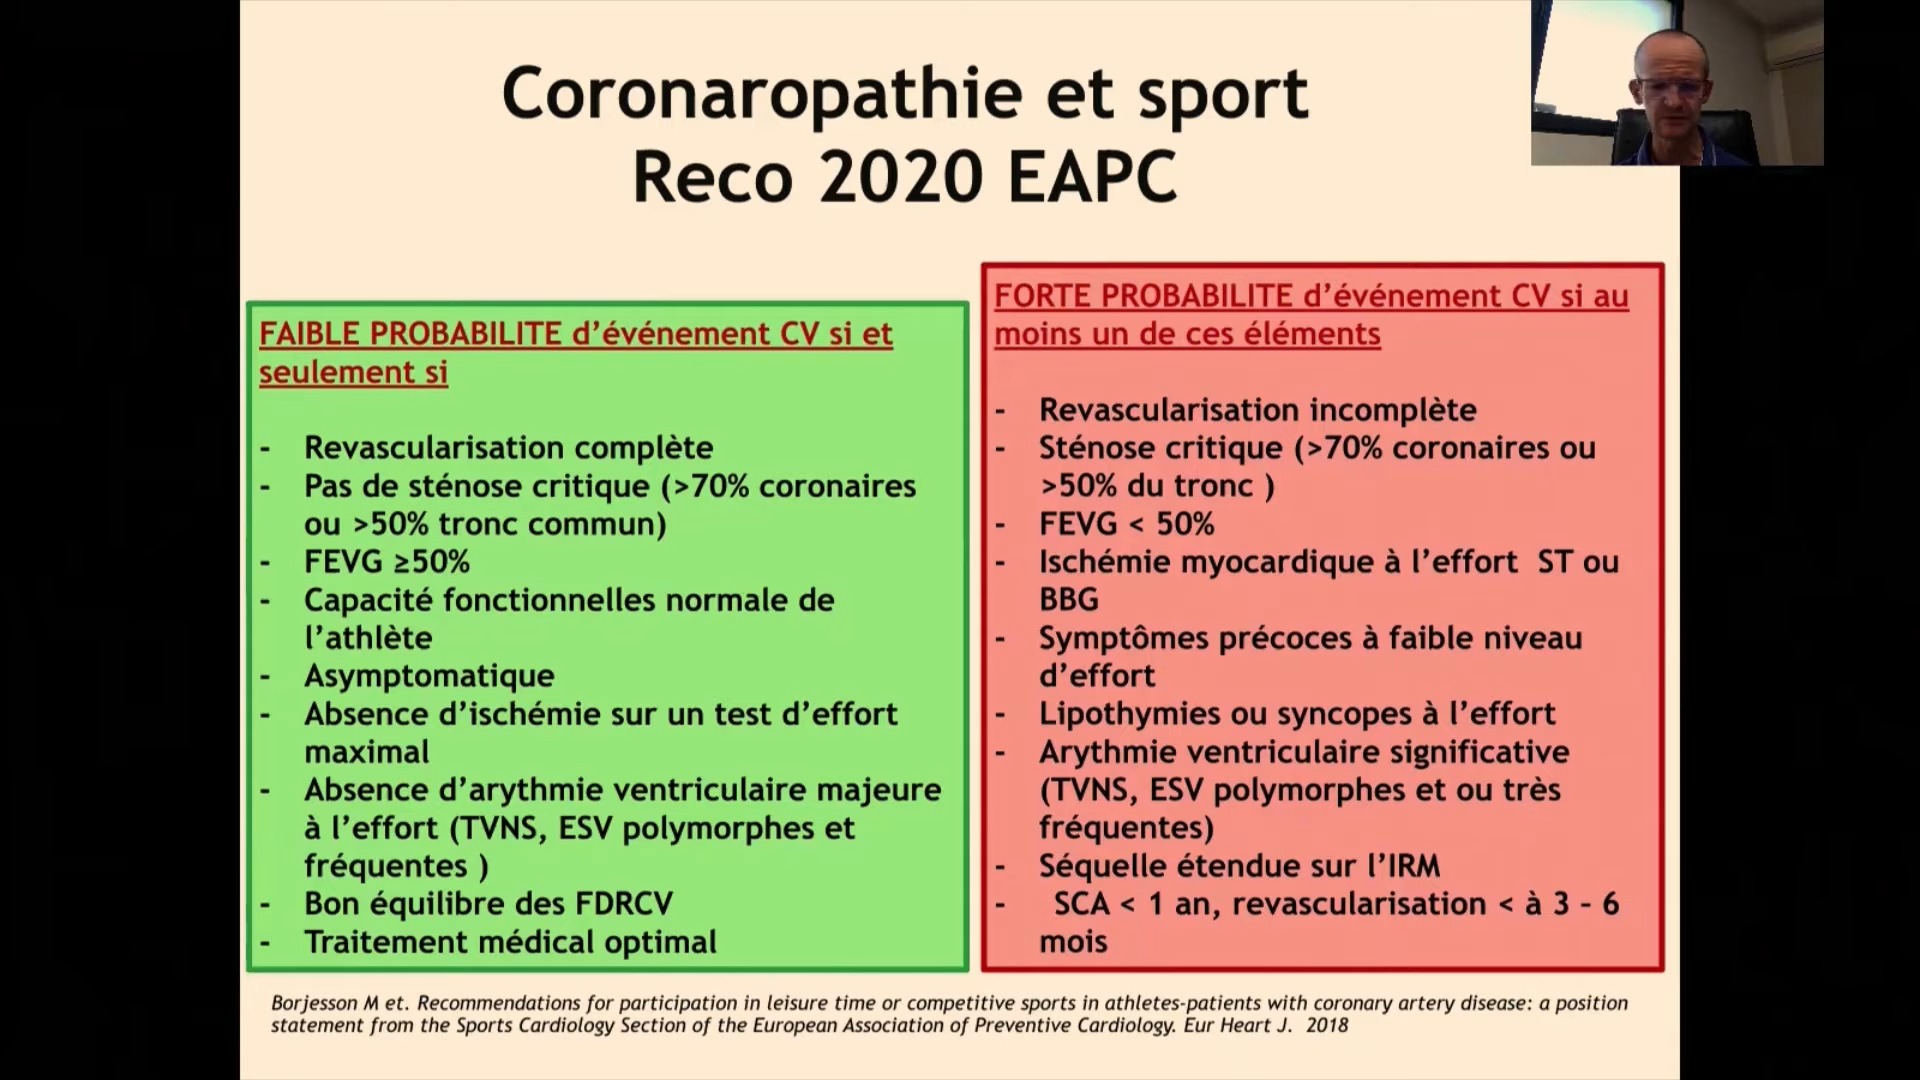 Coronaropathie et sport
Reco 2020 EAPC
FAIBLE PROBABILITE d’événement CV si et
seulement si
- Revascularisation complète
- Pas de sténose critique (>70% coronaires
ou >50% tronc commun)
- FEVG ≥50%
- Capacité fonctionnelles normale de
l’athlète
- Asymptomatique
- Absence d’ischémie sur un test d’effort
maximal
- Absence d’arythmie ventriculaire majeure
à l’effort (TVNS, ESV polymorphes et
fréquentes )
- Bon équilibre des FDRCV
- Traitement médical optimal
FORTE PROBABILITE d’événement CV si au
moins un de ces éléments
- Revascularisation incomplète
- Sténose critique (>70% coronaires ou
>50% du tronc )
- FEVG < 50%
- Ischémie myocardique à l’effort  ST ou
BBG
- Symptômes précoces à faible niveau
d’effort
- Lipothymies ou syncopes à l’effort
- Arythmie ventriculaire significative
(TVNS, ESV polymorphes et ou très
fréquentes)
- Séquelle étendue sur l’IRM
- SCA < 1 an, revascularisation < à 3 – 6
mois
Borjesson M et. Recommendations for participation in leisure time or competitive sports in athletes-patients with coronary artery disease: a position
statement from the Sports Cardiology Section of the European Association of Preventive Cardiology. Eur Heart J.  2018